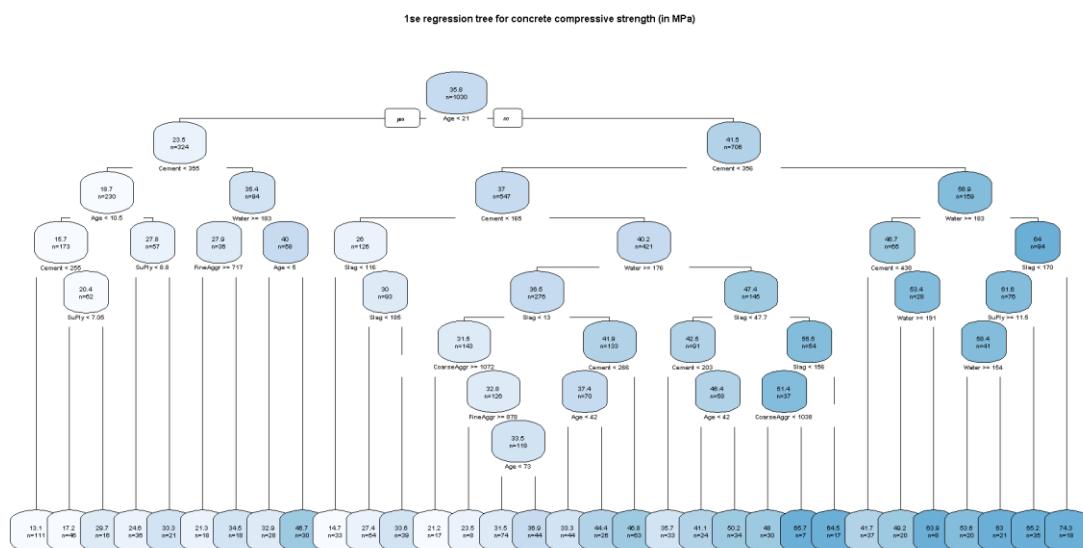 1se regression tree for concrete compressive strength (in MPa)
35.8
n=1030
yes
Age < 21
no
23.5
n=324
Cement < 355
41.5
n=706
Cement < 356
18.7
n=230
Age < 10.5
35.4
n=94
Water >= 183
37
n=547
Cement < 165
58.9
n=159
Water >= 183
15.7
n=173
Cement < 255
27.8
n=57
SuPly < 8.8
27.9
n=36
FineAggr >= 717
40
n=58
Age < 5
26
n=126
Slag < 116
40.2
n=421
Water >= 176
46.7
n=65
Cement < 438
64
n=94
Slag < 170
20.4
n=62
SuPly < 7.05
30
n=93
Slag < 185
36.5
n=276
Slag < 13
47.4
n=145
Slag < 47.7
53.4
n=28
Water >= 191
61.6
n=76
SuPly >= 11.5
31.5
n=143
CoarseAggr >= 1072
41.9
n=133
Cement < 266
42.5
n=91
Cement < 203
55.5
n=54
Slag < 156
58.4
n=41
Water >= 154
32.8
n=126
FineAggr >= 878
37.4
n=70
Age < 42
46.4
n=58
Age < 42
51.4
n=37
CoarseAggr < 1038
33.5
n=118
Age < 73
13.1
n=111
17.2
n=46
29.7
n=16
24.6
n=36
33.3
n=21
21.3
n=18
34.5
n=18
32.9
n=28
46.7
n=30
14.7
n=33
27.4
n=54
33.6
n=39
21.2
n=17
23.5
n=8
31.5
n=74
36.9
n=44
33.3
n=44
44.4
n=26
46.8
n=63
35.7
n=33
41.1
n=24
50.2
n=34
48
n=30
65.7
n=7
64.5
n=17
41.7
n=37
49.2
n=20
63.9
n=8
53.6
n=20
63
n=21
65.2
n=35
74.3
n=18